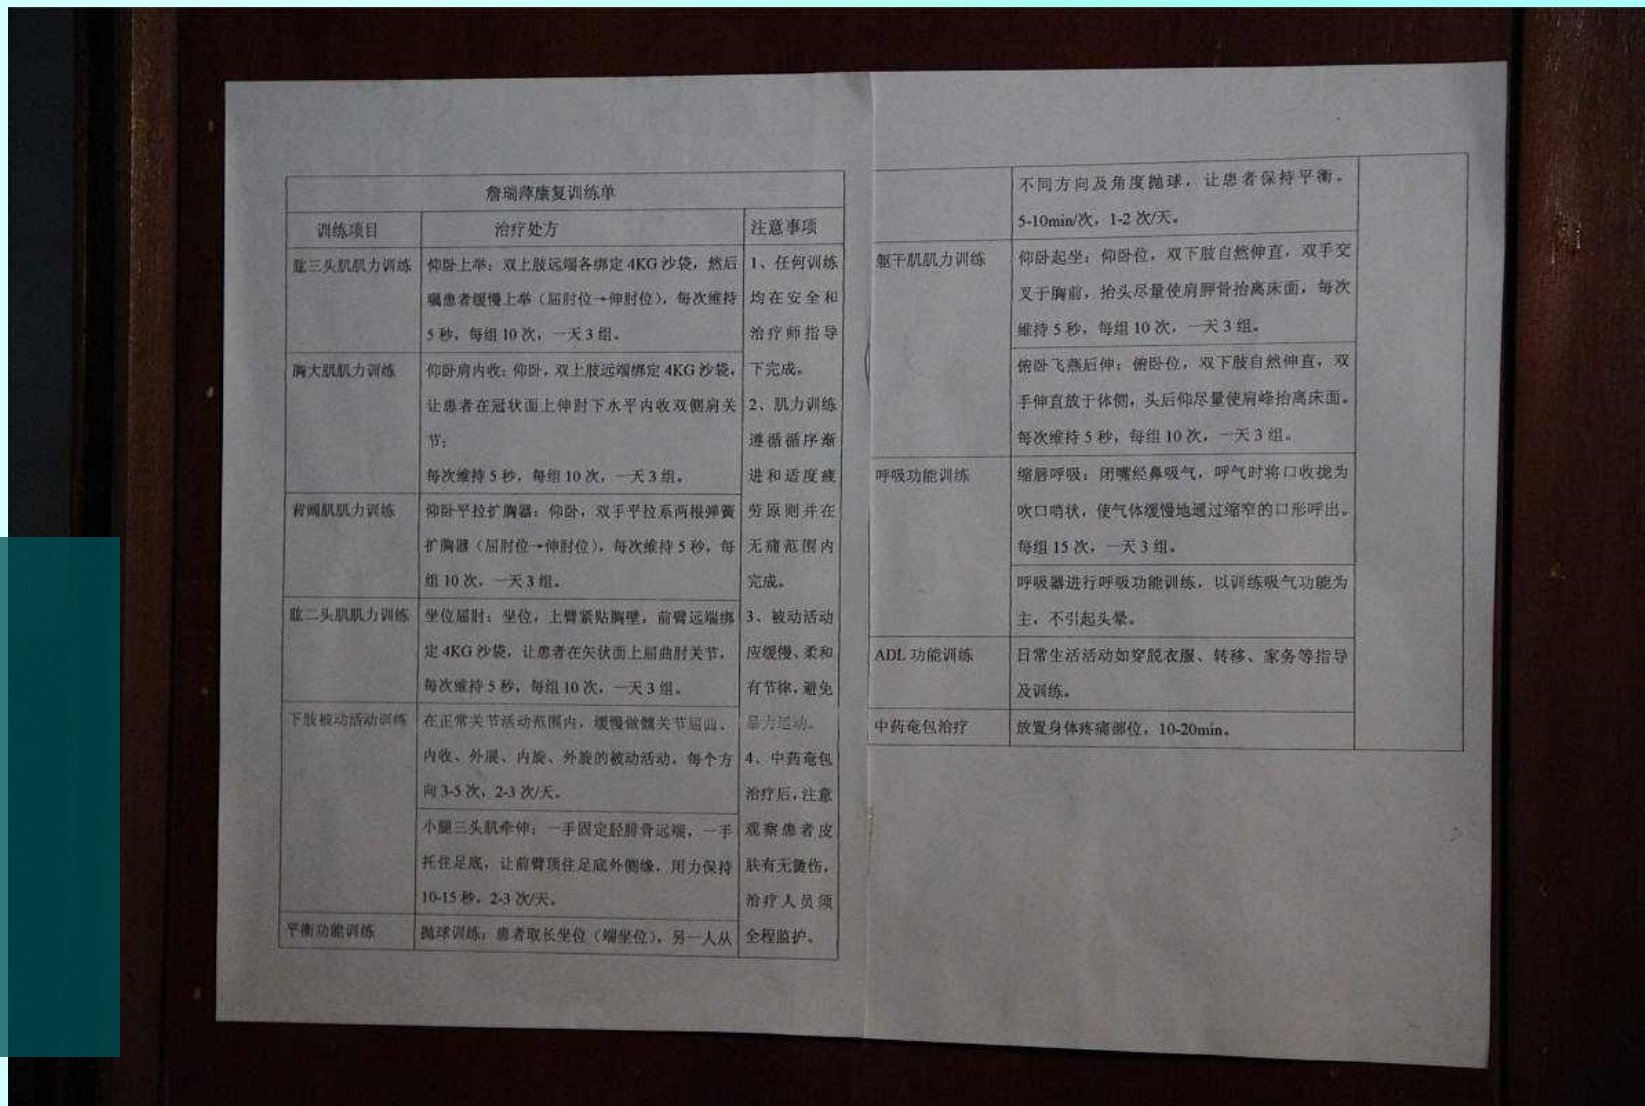 詹瑞萍康复训练单
训练项目
治疗处方
注意事项
肱三头肌肌力训练
仰卧上举：双上肢远端各绑定 4KG 沙袋，然后
嘱患者缓慢上举（屈肘位→伸肘位），每次维持
5 秒，每组 10 次，一天 3 组。
胸大肌肌力训练
仰卧肩内收：仰卧，双上肢远端绑定 4KG 沙袋，
让患者在冠状面上伸肘下水平内收双侧肩关
节；
每次维持 5 秒，每组 10 次，一天 3 组。
背阔肌肌力训练
仰卧平拉扩胸器：仰卧，双手平拉系两根弹簧
扩胸器（屈肘位→伸肘位），每次维持 5 秒，每
组 10 次，一天 3 组。
肱二头肌肌力训练
坐位屈肘：坐位，上臂紧贴胸壁，前臂远端绑
定 4KG 沙袋，让患者在矢状面上屈曲肘关节，
每次维持 5 秒，每组 10 次，一天 3 组。
下肢被动活动训练
在正常关节活动范围内，缓慢做髋关节屈曲、
内收、外展、内旋、外旋的被动活动，每个方
向 3-5 次，2-3 次/天。
小腿三头肌牵伸：一手固定胫腓骨远端，一手
托住足底，让前臂顶住足底外侧缘，用力保持
10-15 秒，2-3 次/天。
平衡功能训练
抛球训练：患者取长坐位（端坐位），另一人从
1、任何训练
均在安全和
治疗师指导
下完成。
2、肌力训练
遵循循序渐
进和适度疲
劳原则并在
无痛范围内
完成。
3、被动活动
应缓慢、柔和
有节律，避免
暴力运动。
4、中药奄包
治疗后，注意
观察患者皮
肤有无烫伤，
治疗人员须
全程监护。
不同方向及角度抛球，让患者保持平衡。
5-10min/次，1-2 次/天。
躯干肌肌力训练
仰卧起坐：仰卧位，双下肢自然伸直，双手交
叉于胸前，抬头尽量使肩胛骨抬离床面，每次
维持 5 秒，每组 10 次，一天 3 组。
俯卧飞燕后伸：俯卧位，双下肢自然伸直，双
手伸直放于体侧，头后仰尽量使肩峰抬离床面。
每次维持 5 秒，每组 10 次，一天 3 组。
呼吸功能训练
缩唇呼吸：闭嘴经鼻吸气，呼气时将口收拢为
吹口哨状，使气体缓慢地通过缩窄的口形呼出。
每组 15 次，一天 3 组。
呼吸器进行呼吸功能训练，以训练吸气功能为
主，不引起头晕。
ADL 功能训练
日常生活活动如穿脱衣服、转移、家务等指导
及训练。
中药奄包治疗
放置身体疼痛部位，10-20min。